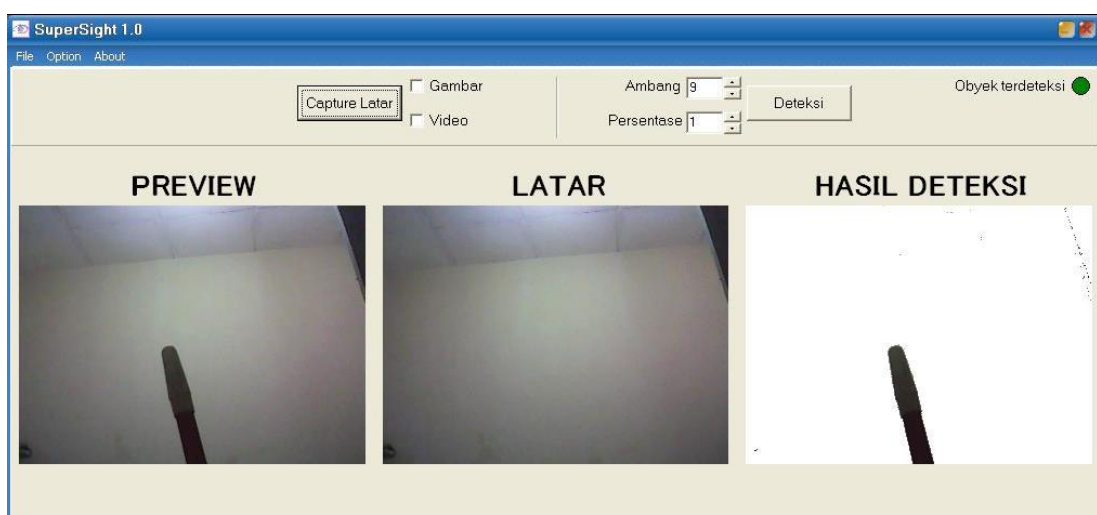 SuperSight 1.0
File Option About
Capture Latar
Gambar
Video
Ambang 9
Persentase 1
Deteksi
Obyek terdeteksi
PREVIEW LATAR HASIL DETEKSI